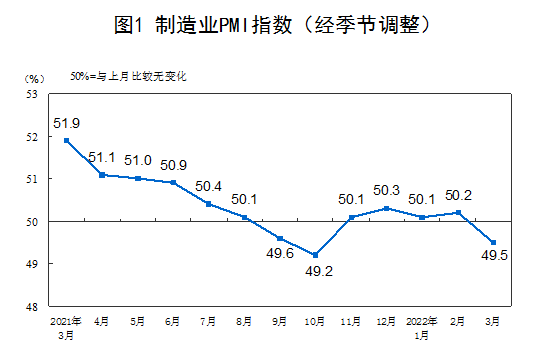 图1 制造业PMI指数（经季节调整）
（%）
50%=与上月比较无变化
53
52
51
50
49
48
51.9
51.1
51.0
50.9
50.4
50.1
49.6
49.2
50.1
50.3
50.1
50.2
49.5
2021年
3月
4月
5月
6月
7月
8月
9月
10月
11月
12月
2022年
1月
2月
3月